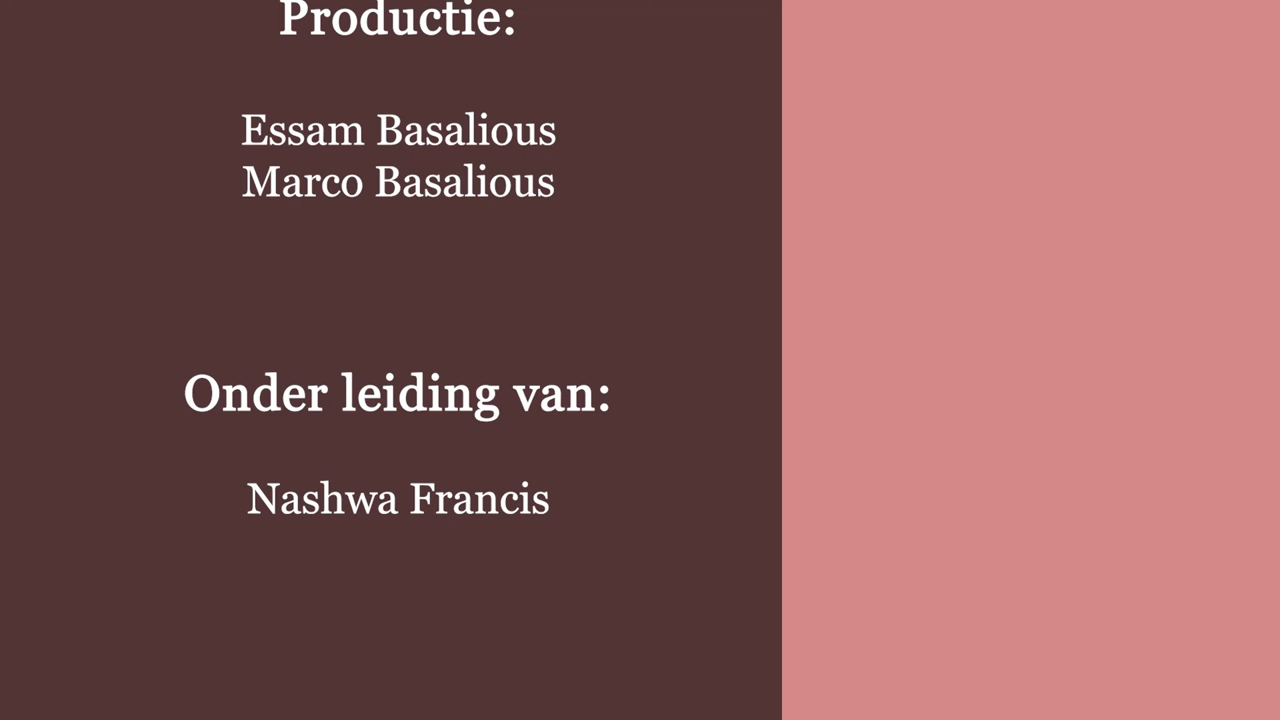 Productie:
Essam Basalious
Marco Basalious
Onder leiding van:
Nashwa Francis